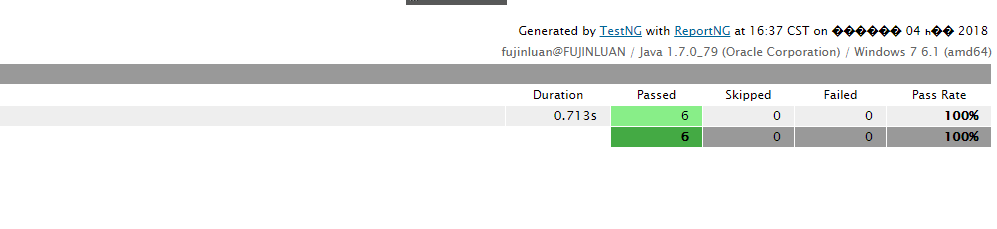 Generated by TestNG with ReportNG at 16:37 CST on ������ 04 һ�� 2018
fujinluan@FUJINLUAN / Java 1.7.0_79 (Oracle Corporation) / Windows 7 6.1 (amd64)
Duration Passed Skipped Failed Pass Rate
0.713s 6 0 0 100%
6 0 0 100%